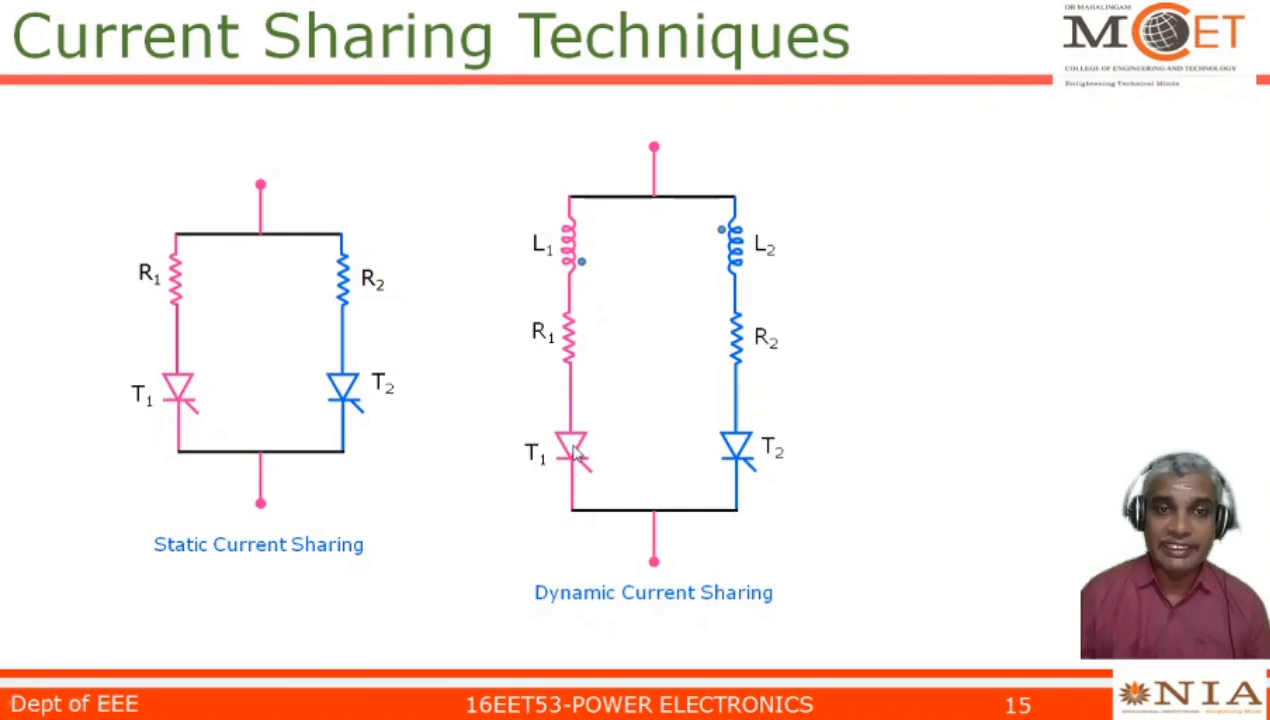 Current Sharing Techniques
DR MAHALINGAM
MCET
COLLEGE OF ENGINEERING AND TECHNOLOGY
Enlightening Technical Minds
R1
R2
T1
T2
Static Current Sharing
L1
L2
R1
R2
T1
T2
Dynamic Current Sharing
Dept of EEE
16EET53-POWER ELECTRONICS
15
NIA